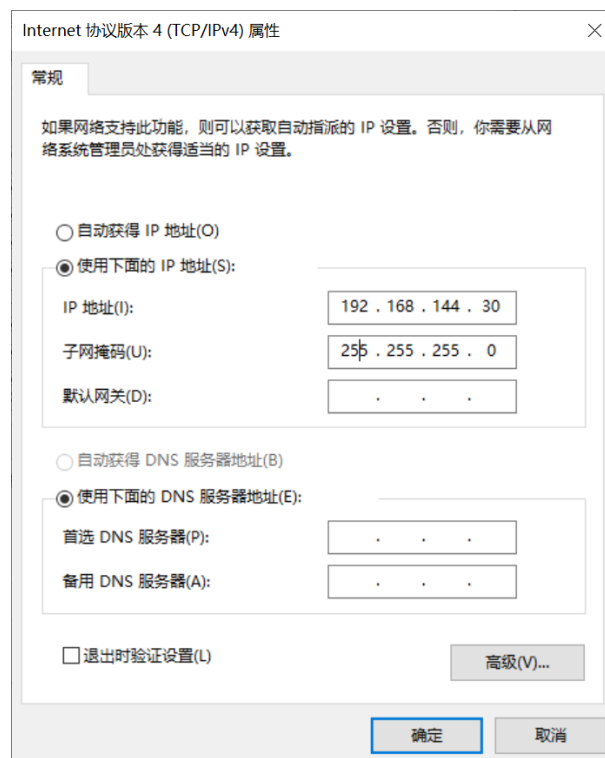 Internet 协议版本 4 (TCP/IPv4) 属性
常规
如果网络支持此功能，则可以获取自动指派的 IP 设置。否则，你需要从网
络系统管理员处获得适当的 IP 设置。
自动获得 IP 地址(O)
使用下面的 IP 地址(S):
IP 地址(I): 192 . 168 . 144 . 30
子网掩码(U): 255 . 255 . 255 . 0
默认网关(D): . . .
自动获得 DNS 服务器地址(B)
使用下面的 DNS 服务器地址(E):
首选 DNS 服务器(P): . . .
备用 DNS 服务器(A): . . .
退出时验证设置(L)
高级(V)...
确定 取消